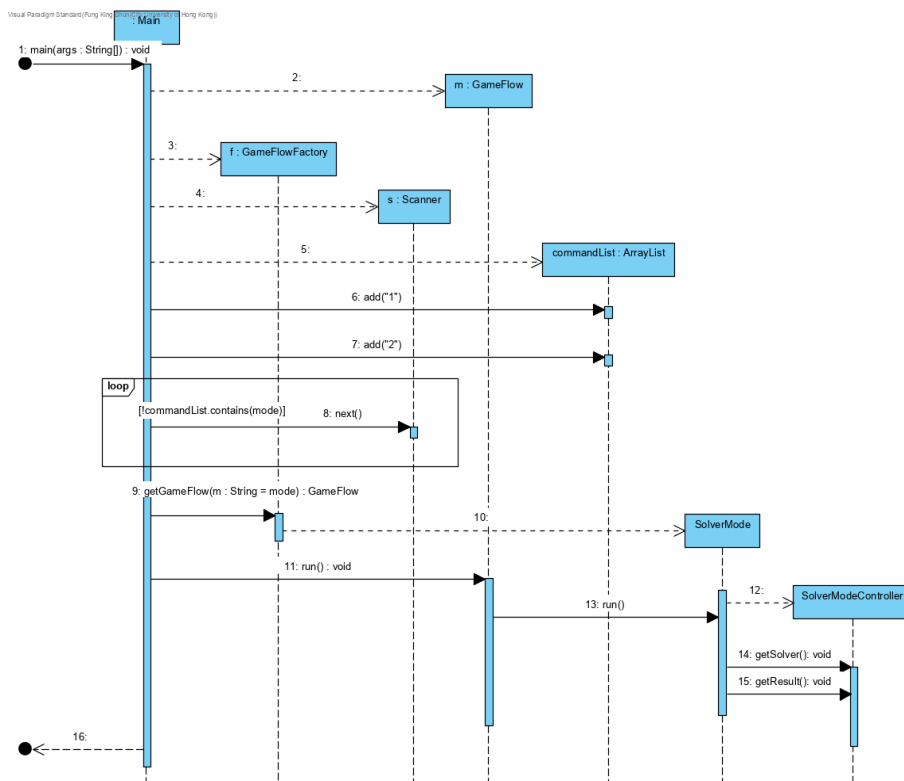 Visual Paradigm Standard(Fung King Shun(City University of Hong Kong))
: Main
1: main(args : String[]) : void
2:
m : GameFlow
3:
f : GameFlowFactory
4:
s : Scanner
5:
commandList : ArrayList
6: add("1")
7: add("2")
loop
[!commandList.contains(mode)]
8: next()
9: getGameFlow(m : String = mode) : GameFlow
10:
SolverMode
11: run() : void
12:
SolverModeController
13: run()
14: getSolver(): void
15: getResult(): void
16: